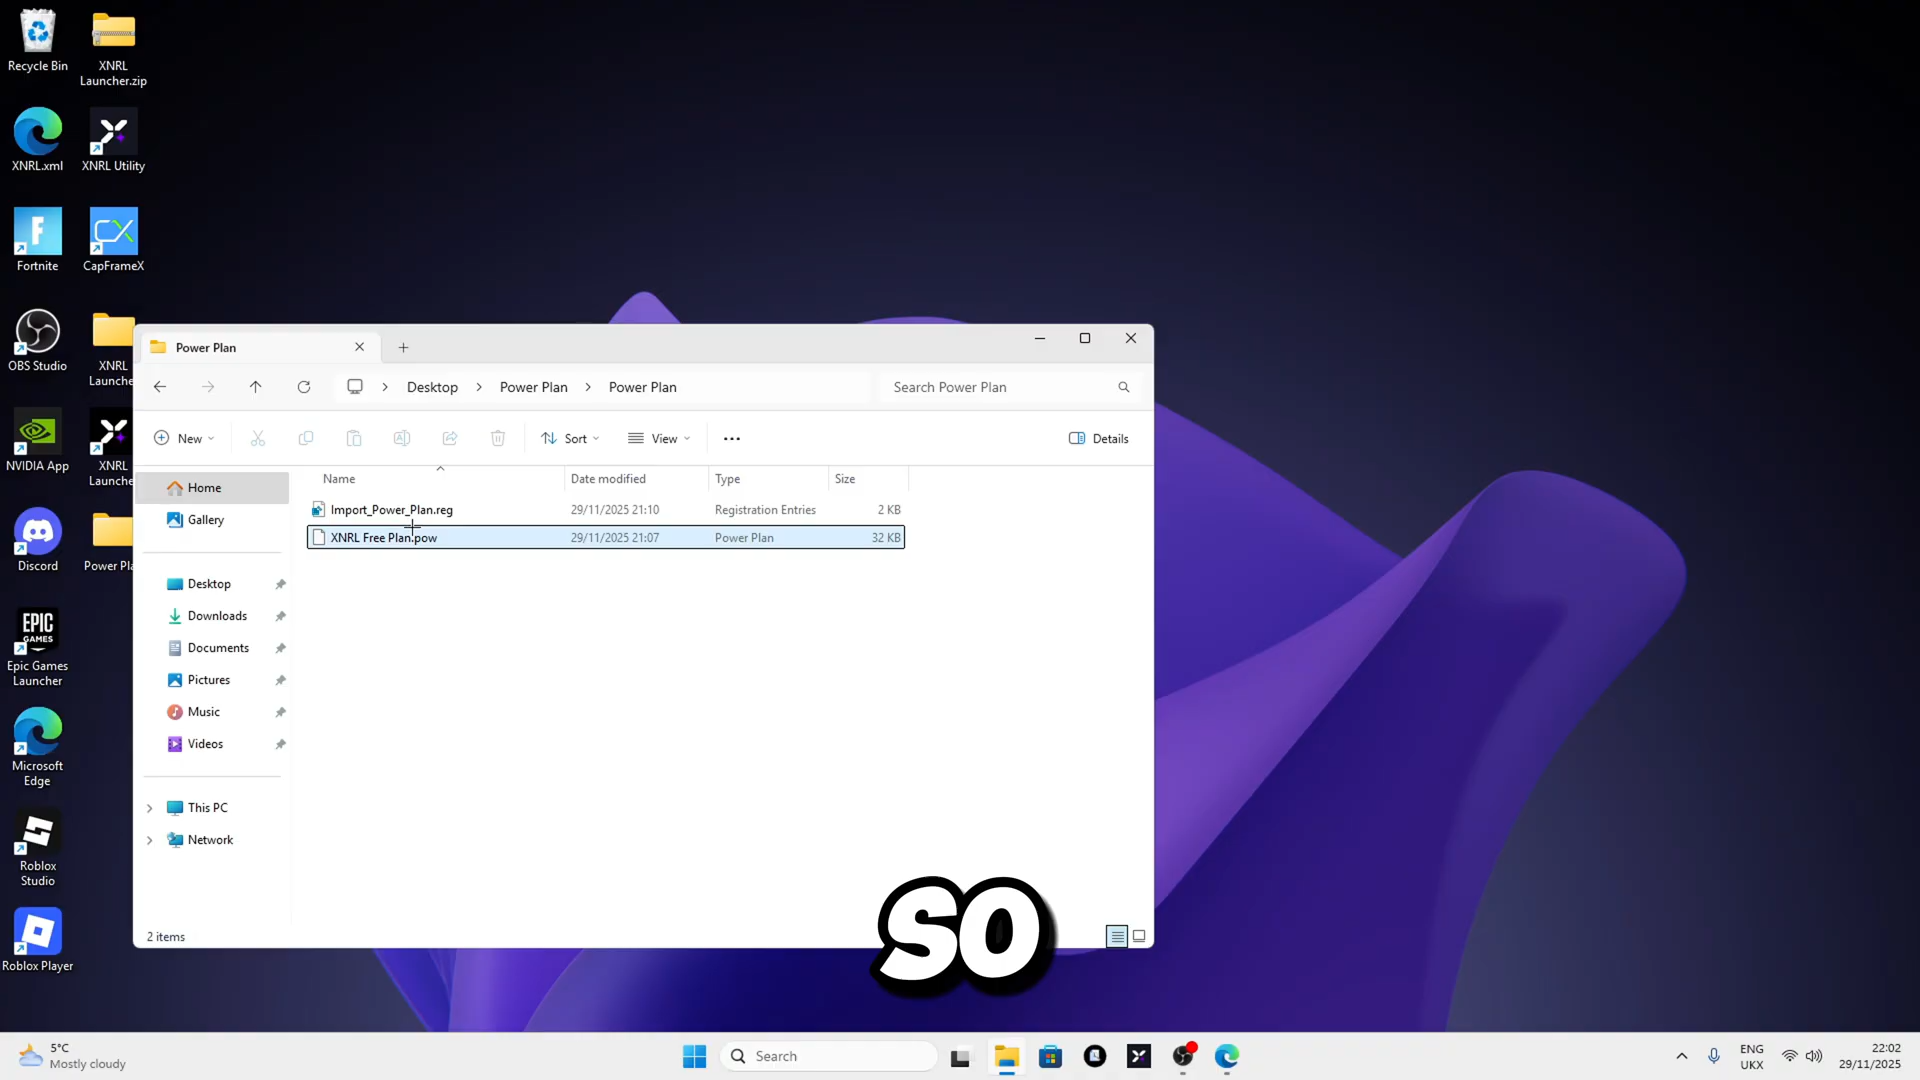 Recycle Bin
XNRL
Launcher.zip
XNRL.xml
XNRL Utility
Fortnite
CapFrameX
OBS Studio
XNRL
Launche
NVIDIA App
XNRL
Launche
Discord
Power Pla
Epic Games
Launcher
Microsoft
Edge
Roblox
Studio
Roblox Player
EPIC
GAMES
Power Plan
Desktop
Power Plan
Power Plan
Search Power Plan
New
Sort
View
Details
Home
Gallery
Desktop
Downloads
Documents
Pictures
Music
Videos
This PC
Network
Name
Date modified
Type
Size
Import_Power_Plan.reg
29/11/2025 21:10
Registration Entries
2 KB
XNRL Free Plan.pow
29/11/2025 21:07
Power Plan
32 KB
2 items
SO
5°C
Mostly cloudy
Search
ENG
UKX
22:02
29/11/2025